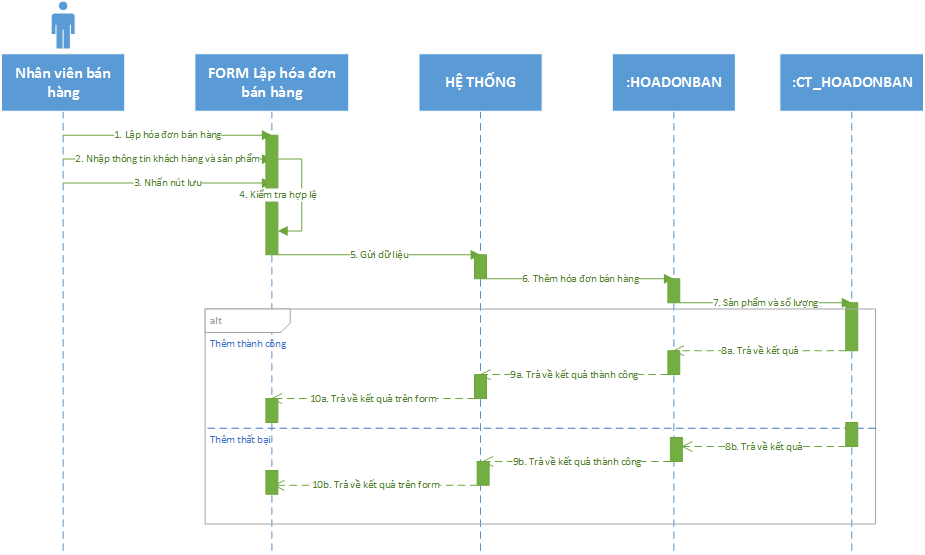 Nhân viên bán
hàng
FORM Lập hóa đơn
bán hàng
HỆ THỐNG
:HOADONBAN
:CT_HOADONBAN
1. Lập hóa đơn bán hàng
2. Nhập thông tin khách hàng và sản phẩm
3. Nhấn nút lưu
4. Kiểm tra hợp lệ
5. Gửi dữ liệu
6. Thêm hóa đơn bán hàng
7. Sản phẩm và số lượng
alt
Thêm thành công
8a. Trả về kết quả
9a. Trả về kết quả thành công
10a. Trả về kết quả trên form
Thêm thất bại
8b. Trả về kết quả
9b. Trả về kết quả thành công
10b. Trả về kết quả trên form